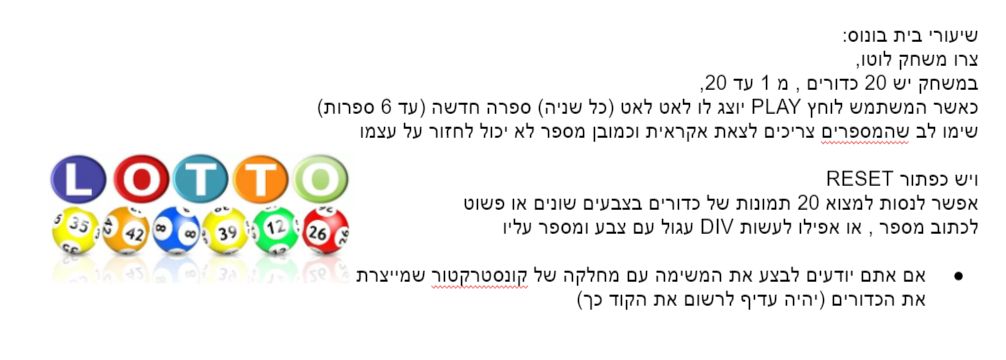 שיעורי בית בונוס:
צרו משחק לוטו,
במשחק יש 20 כדורים , מ 1 עד 20,
כאשר המשתמש לוחץ PLAY יוצג לו לאט לאט (כל שניה) ספרה חדשה (עד 6 ספרות)
שימו לב שהמספרים צריכים לצאת אקראית וכמובן מספר לא יכול לחזור על עצמו
ויש כפתור RESET
אפשר לנסות למצוא 20 תמונות של כדורים בצבעים שונים או פשוט
לכתוב מספר , או אפילו לעשות DIV עגול עם צבע ומספר עליו
● אם אתם יודעים לבצע את המשימה עם מחלקה של קונסטרקטור שמייצרת
את הכדורים (יהיה עדיף לרשום את הקוד כך)
LOTTO
35 42 8 39 12 26